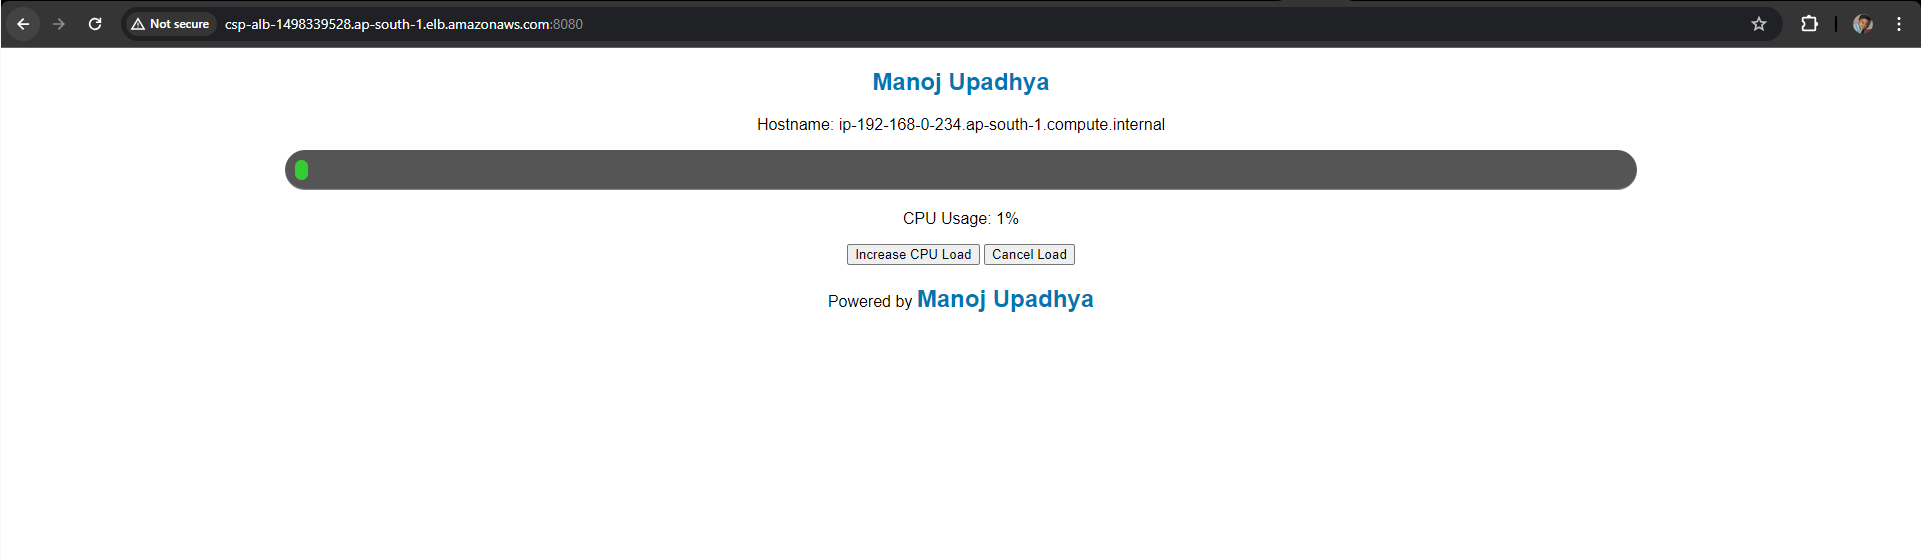 Not secure csp-alb-1498339528.ap-south-1.elb.amazonaws.com:8080
Manoj Upadhya
Hostname: ip-192-168-0-234.ap-south-1.compute.internal
CPU Usage: 1%
Increase CPU Load Cancel Load
Powered by Manoj Upadhya